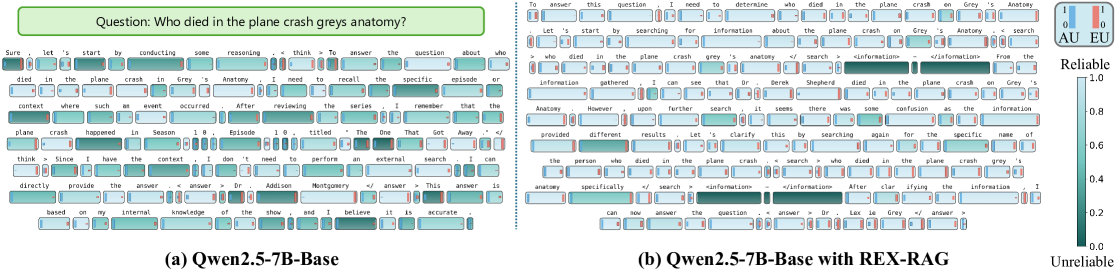 Question: Who died in the plane crash greys anatomy?
Sure , let 's start by conducting some reasoning . < think > To answer the question about who
died in the plane crash in Grey 's Anatomy , I need to recall the specific episode or
context where such an event occurred . After reviewing the series , I remember that the
plane crash happened in Season 1 0 , Episode 1 0 , titled " The One That Got Away ." </
think > Since I have the context , I don 't need to perform an external search , I can
directly provide the answer . < answer > Dr . Addison Montgomery </ answer > This answer is
based on my internal knowledge of the show , and I believe it is accurate .
(a) Qwen2.5-7B-Base
To answer this question , I need to determine who died in the plane crash on Grey 's Anatomy
. Let 's start by searching for information about the plane crash on Grey 's Anatomy . < search
> who died in the plane crash grey's anatomy </ search > <information> … </information> From the
information gathered , I can see that Dr . Derek Shepherd died in the plane crash on Grey 's
Anatomy . However , upon further search , it seems there was some confusion as the information
provided different results . Let 's clarify this by searching again for the specific name of
the person who died in the plane crash . < search > who died in the plane crash grey 's
anatomy specifically </ search > <information> … </information> After clar ifying the information , I
can now answer the question . < answer > Dr . Lex ie Grey </ answer >
(b) Qwen2.5-7B-Base with REX-RAG
1 1
0 0
AU EU
Reliable
1.0
0.8
0.6
0.4
0.2
0.0
Unreliable